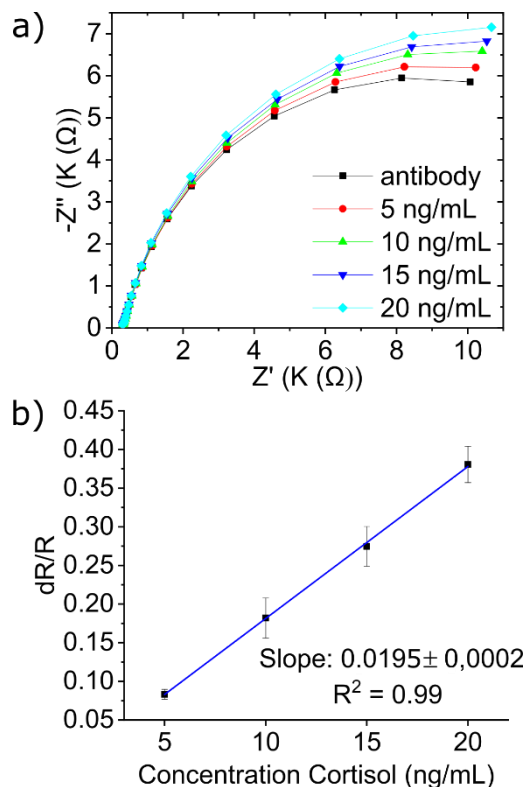 a)
-Z" (K (Ω))
7
6
5
4
3
2
1
0
antibody
5 ng/mL
10 ng/mL
15 ng/mL
20 ng/mL
0 2 4 6 8 10
Z' (K (Ω))
b)
dR/R
0.45
0.40
0.35
0.30
0.25
0.20
0.15
0.10
0.05
Slope: 0.0195± 0,0002
R² = 0.99
5 10 15 20
Concentration Cortisol (ng/mL)